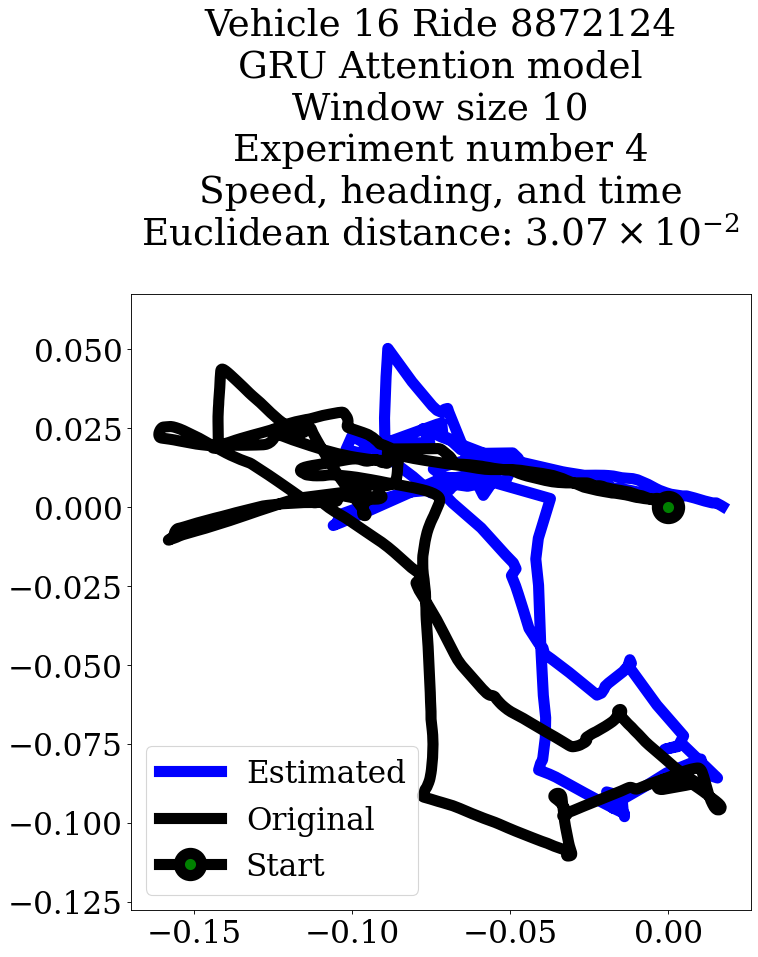 Vehicle 16 Ride 8872124
GRU Attention model
Window size 10
Experiment number 4
Speed, heading, and time
Euclidean distance: 3.07 × 10⁻²
0.050
0.025
0.000
−0.025
−0.050
−0.075
−0.100
−0.125
Estimated
Original
Start
−0.15
−0.10
−0.05
0.00